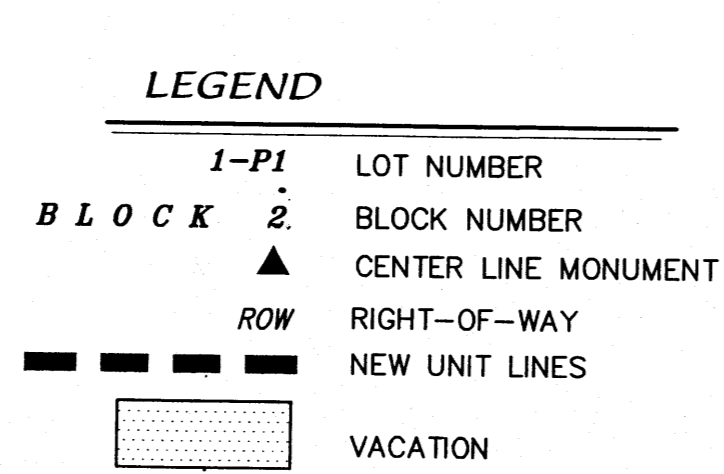 LEGEND
1-P1 LOT NUMBER
BLOCK 2 BLOCK NUMBER
CENTER LINE MONUMENT
ROW RIGHT-OF-WAY
NEW UNIT LINES
VACATION